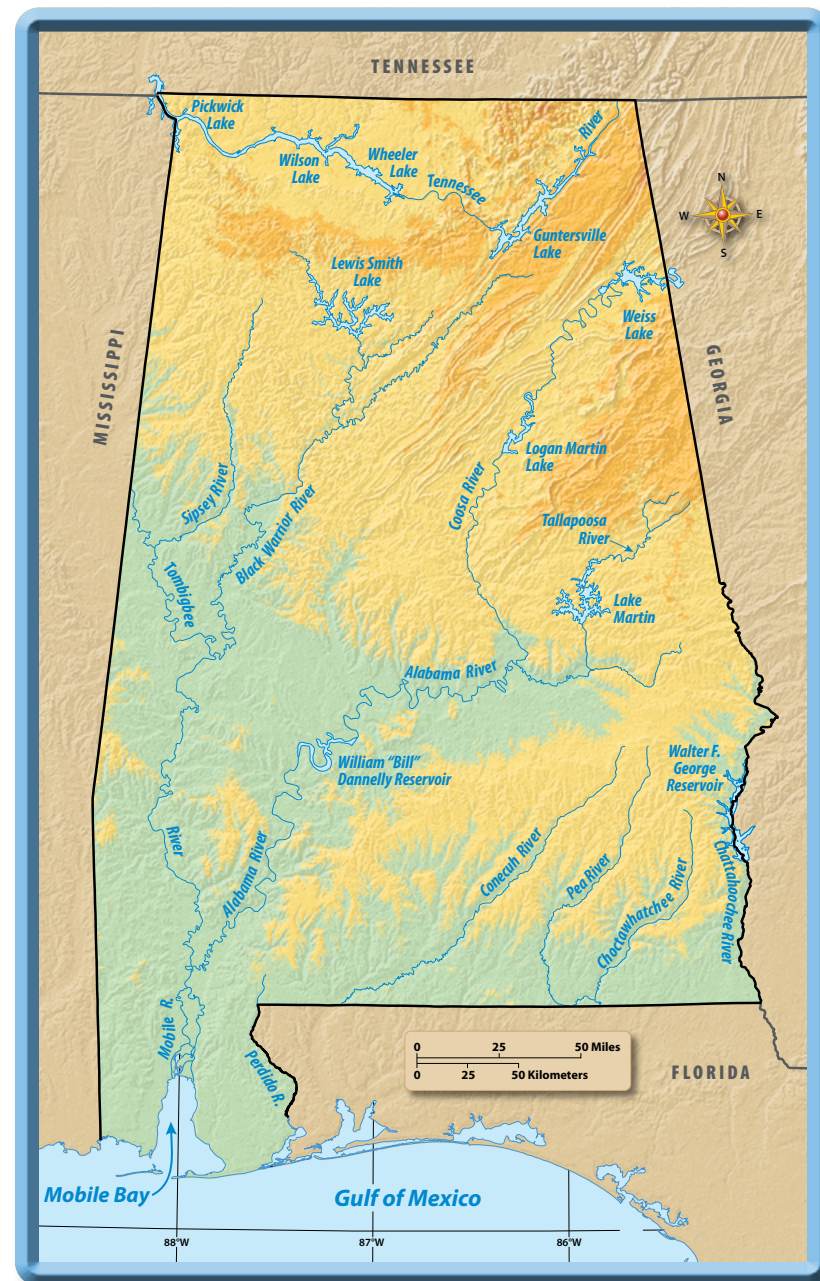 TENNESSEE
Pickwick
Lake
Wilson
Lake
Wheeler
Lake
Tennessee
River
Guntersville
Lake
N
W
E
S
Lewis Smith
Lake
Weiss
Lake
MISSISSIPPI
GEORGIA
Sipsey River
Black Warrior River
Coosa River
Logan Martin
Lake
Tallapoosa
River
Tombigbee
Lake
Martin
Alabama River
William "Bill"
Dannelly Reservoir
Walter F.
George
Reservoir
River
Alabama River
Conecuh River
Pea River
Choctawhatchee River
Chattahoochee River
Mobile R.
Perdido R.
0 25 50 Miles
0 25 50 Kilometers
FLORIDA
Mobile Bay
Gulf of Mexico
88°W
87°W
86°W